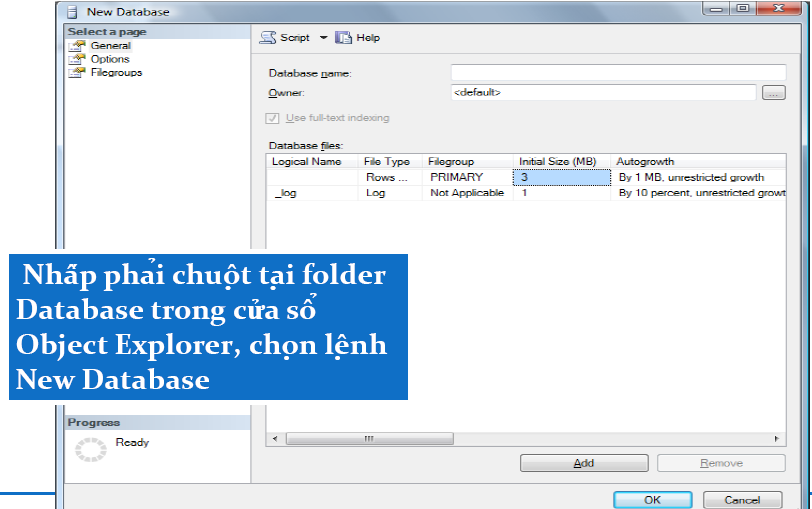 New Database
Select a page
General
Options
Filegroups
Script Help
Database name:
Owner: <default> ...
Use full-text indexing
Database files:
Logical Name File Type Filegroup Initial Size (MB) Autogrowth
Rows ... PRIMARY 3 By 1 MB, unrestricted growth
_log Log Not Applicable 1 By 10 percent, unrestricted growt
Nhấp phải chuột tại folder
Database trong cửa sổ
Object Explorer, chọn lệnh
New Database
Progress
Ready
Add Remove
OK Cancel